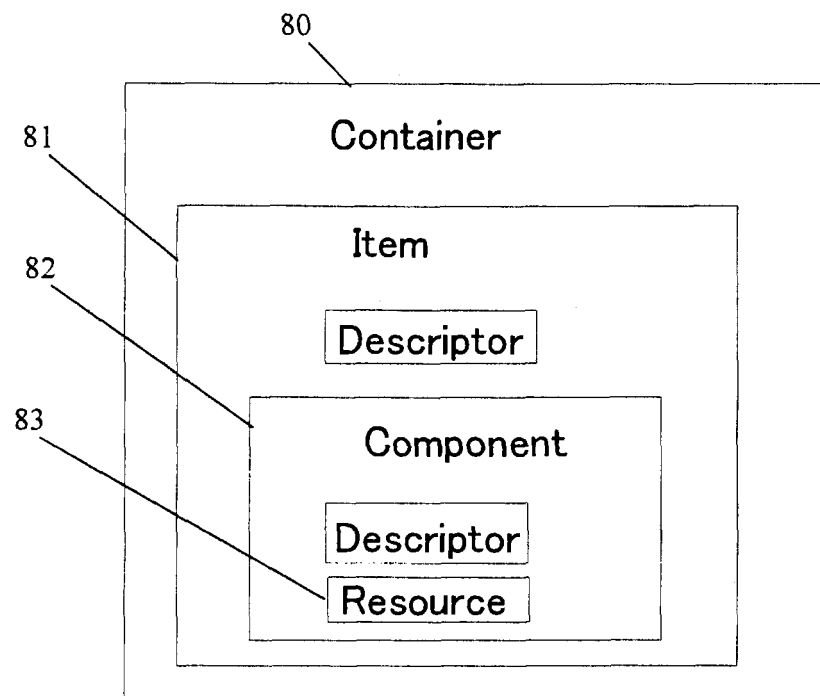 80
Container
81
Item
82
Descriptor
83
Component
Descriptor
Resource